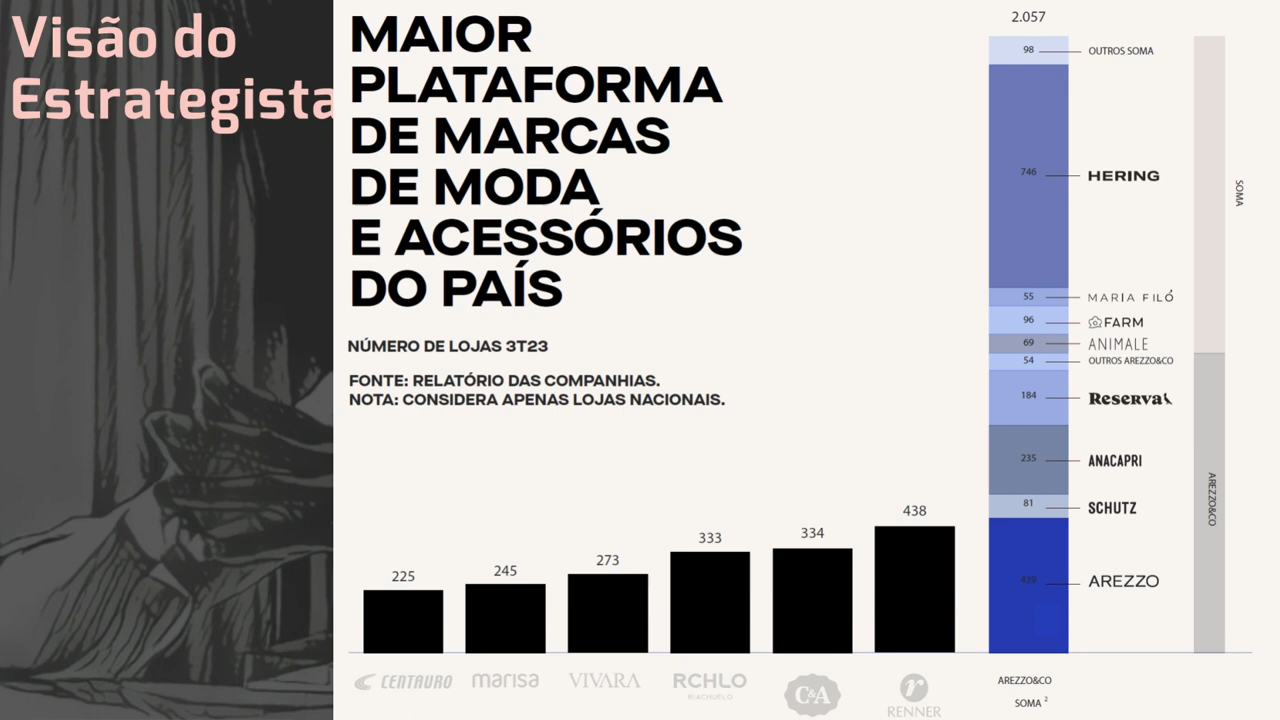 Visão do
Estrategista
MAIOR
PLATAFORMA
DE MARCAS
DE MODA
E ACESSÓRIOS
DO PAÍS
NÚMERO DE LOJAS 3T23
FONTE: RELATÓRIO DAS COMPANHIAS.
NOTA: CONSIDERA APENAS LOJAS NACIONAIS.
225
245
273
333
334
438
2.057
98 OUTROS SOMA
746 HERING
55 MARIA FILÓ
96 FARM
69 ANIMALE
54 OUTROS AREZZO&CO
184 Reserva
235 ANACAPRI
81 SCHUTZ
439 AREZZO
SOMA
AREZZO&CO
CENTAURO
marisa
VIVARA
RCHLO
RIACHUELO
C&A
r
RENNER
AREZZO&CO
SOMA 2